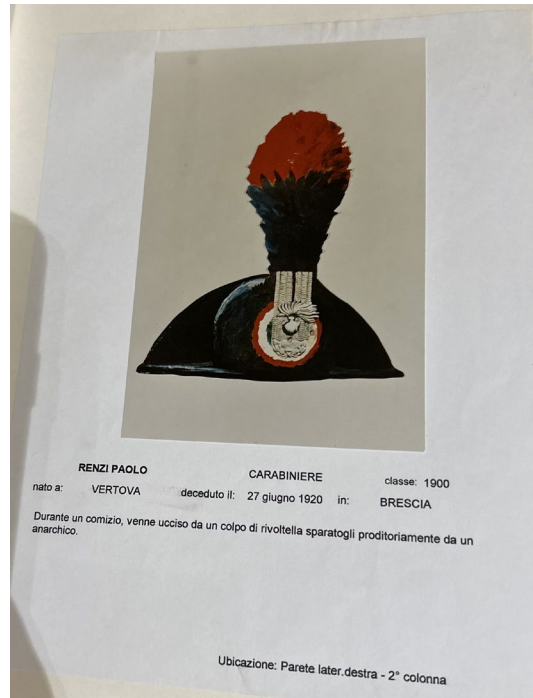 RENZI PAOLO CARABINIERE classe: 1900
nato a: VERTOVA deceduto il: 27 giugno 1920 in: BRESCIA
Durante un comizio, venne ucciso da un colpo di rivoltella sparatogli proditoriamente da un
anarchico.
Ubicazione: Parete later.destra - 2° colonna